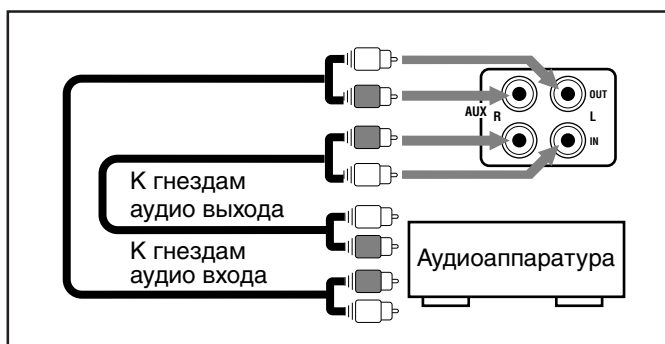 OUT
AUX R L
IN
К гнездам
аудио выхода
К гнездам
аудио входа
Аудиоаппаратура